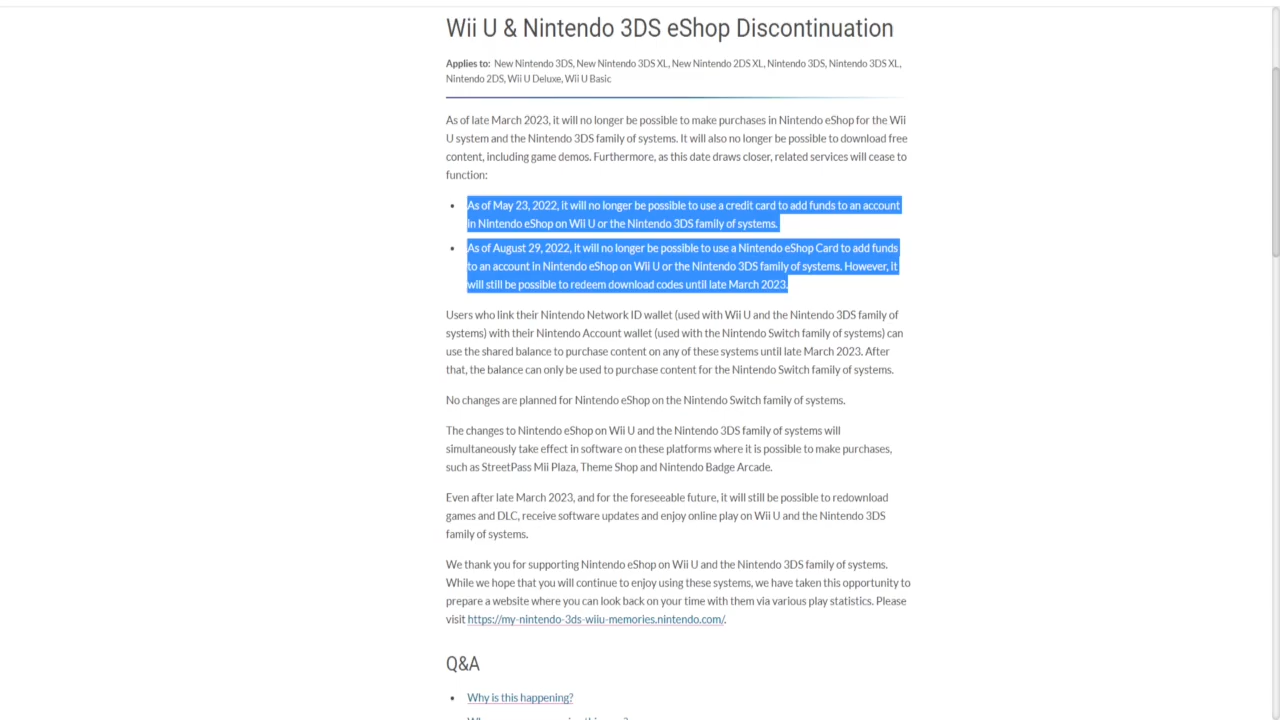 Wii U & Nintendo 3DS eShop Discontinuation
Applies to: New Nintendo 3DS, New Nintendo 3DS XL, New Nintendo 2DS XL, Nintendo 3DS, Nintendo 3DS XL,
Nintendo 2DS, Wii U Deluxe, Wii U Basic
As of late March 2023, it will no longer be possible to make purchases in Nintendo eShop for the Wii
U system and the Nintendo 3DS family of systems. It will also no longer be possible to download free
content, including game demos. Furthermore, as this date draws closer, related services will cease to
function:
• As of May 23, 2022, it will no longer be possible to use a credit card to add funds to an account
in Nintendo eShop on Wii U or the Nintendo 3DS family of systems.
• As of August 29, 2022, it will no longer be possible to use a Nintendo eShop Card to add funds
to an account in Nintendo eShop on Wii U or the Nintendo 3DS family of systems. However, it
will still be possible to redeem download codes until late March 2023.
Users who link their Nintendo Network ID wallet (used with Wii U and the Nintendo 3DS family of
systems) with their Nintendo Account wallet (used with the Nintendo Switch family of systems) can
use the shared balance to purchase content on any of these systems until late March 2023. After
that, the balance can only be used to purchase content for the Nintendo Switch family of systems.
No changes are planned for Nintendo eShop on the Nintendo Switch family of systems.
The changes to Nintendo eShop on Wii U and the Nintendo 3DS family of systems will
simultaneously take effect in software on these platforms where it is possible to make purchases,
such as StreetPass Mii Plaza, Theme Shop and Nintendo Badge Arcade.
Even after late March 2023, and for the foreseeable future, it will still be possible to redownload
games and DLC, receive software updates and enjoy online play on Wii U and the Nintendo 3DS
family of systems.
We thank you for supporting Nintendo eShop on Wii U and the Nintendo 3DS family of systems.
While we hope that you will continue to enjoy using these systems, we have taken this opportunity to
prepare a website where you can look back on your time with them via various play statistics. Please
visit https://my-nintendo-3ds-wiiu-memories.nintendo.com/.
Q&A
• Why is this happening?